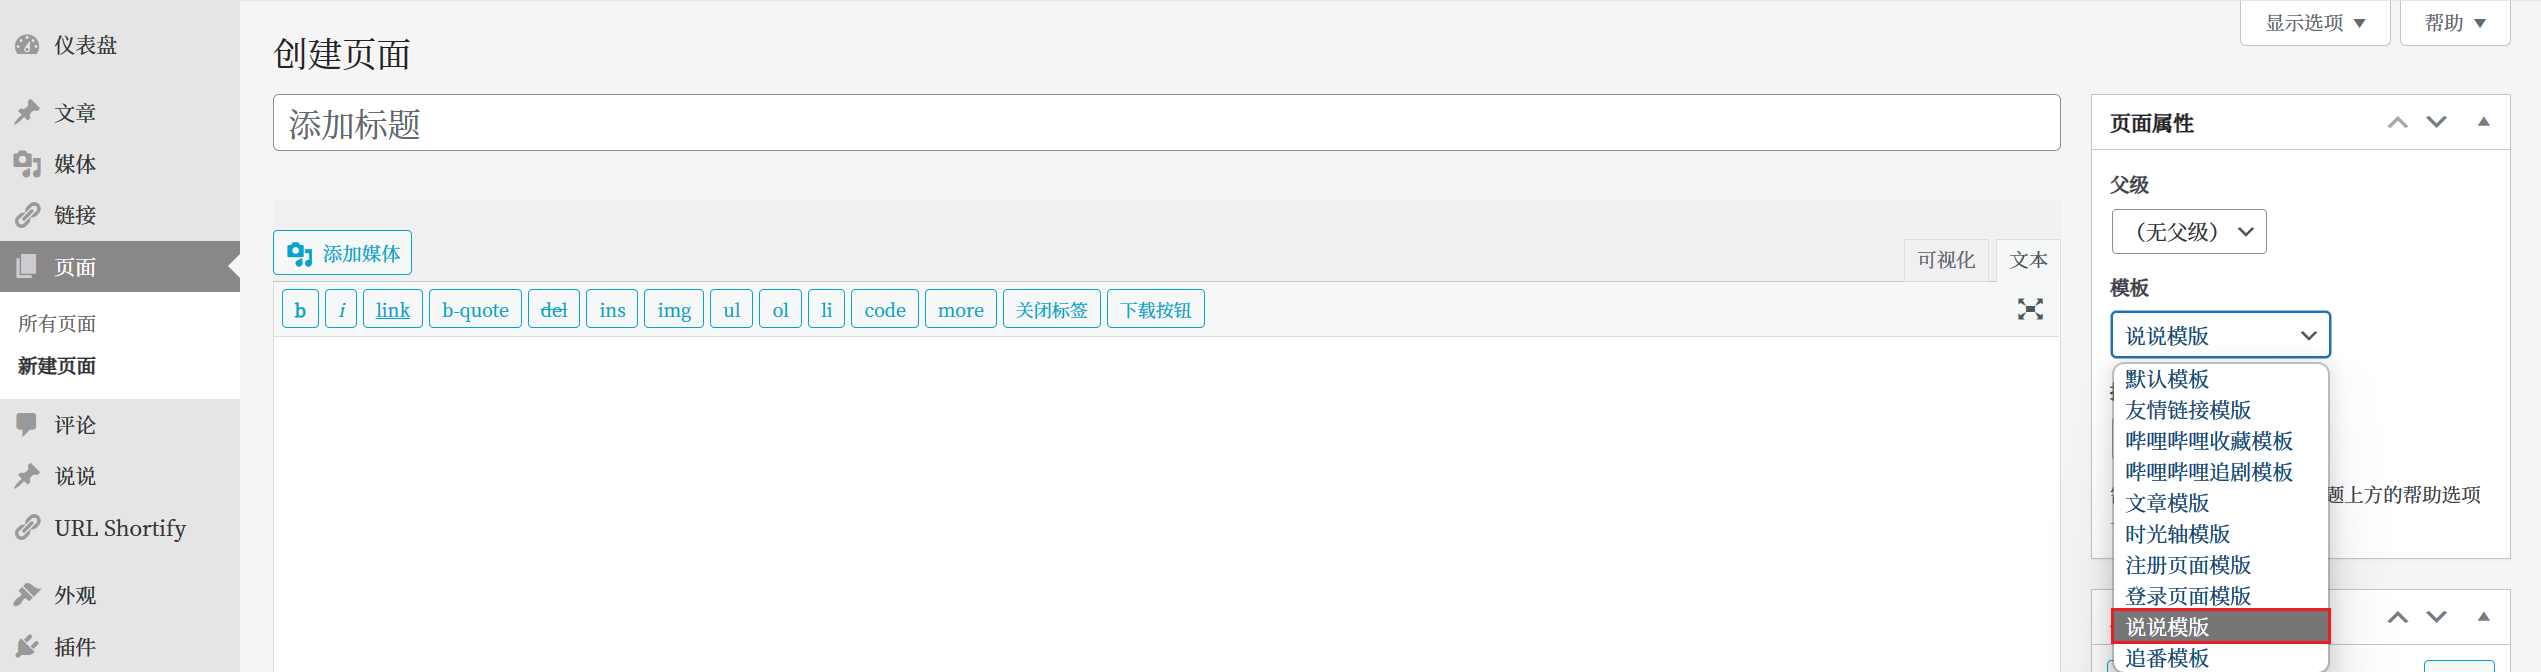 仪表盘
文章
媒体
链接
页面
所有页面
新建页面
评论
说说
URL Shortify
外观
插件
显示选项
帮助
创建页面
添加标题
添加媒体
可视化
文本
b
i
link
b-quote
del
ins
img
ul
ol
li
code
more
关闭标签
下载按钮
页面属性
父级
（无父级）
模板
说说模版
默认模板
友情链接模版
哔哩哔哩收藏模板
哔哩哔哩追剧模板
文章模版
时光轴模版
注册页面模版
登录页面模版
说说模版
追番模板
题上方的帮助选项